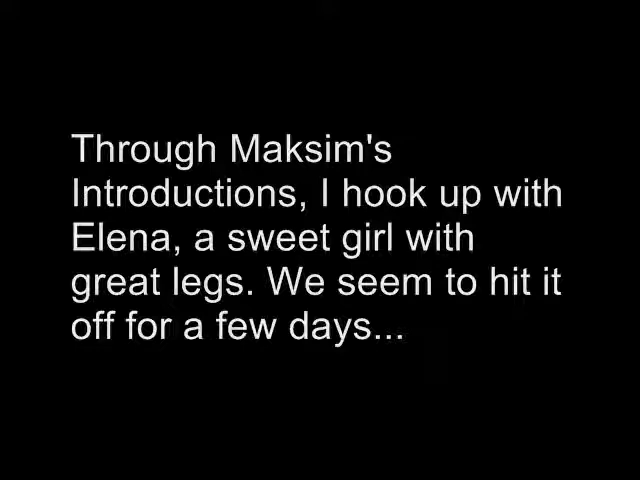 Through Maksim's
Introductions, I hook up with
Elena, a sweet girl with
great legs. We seem to hit it
off for a few days...